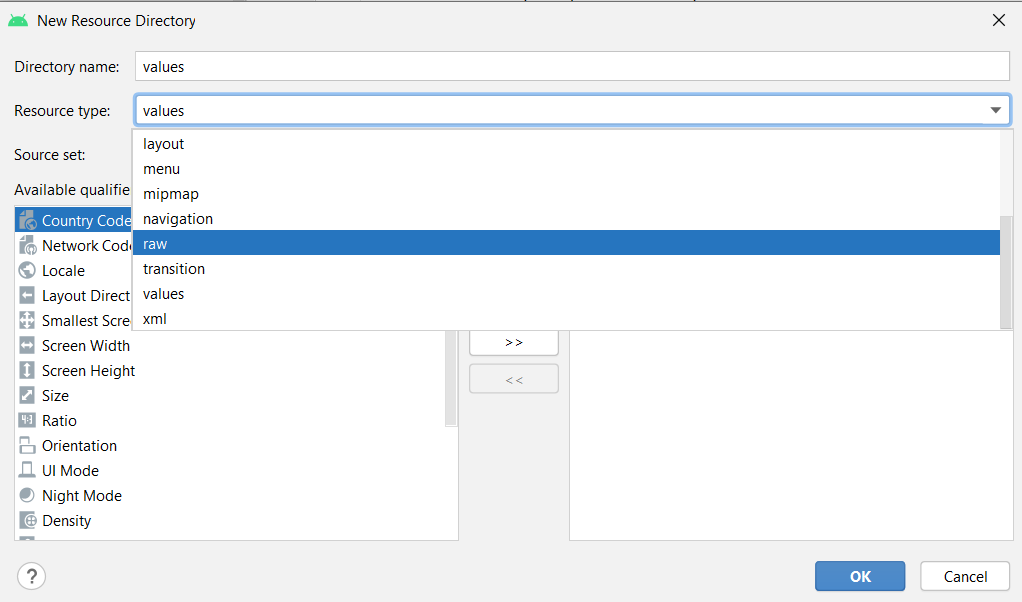 New Resource Directory
Directory name: values
Resource type: values
Source set:
layout
menu
mipmap
navigation
raw
transition
values
xml
Available qualifie
Country Code
Network Cod
Locale
Layout Direct
Smallest Scre
Screen Width
Screen Height
Size
Ratio
Orientation
UI Mode
Night Mode
Density
>>
<<
?
OK
Cancel